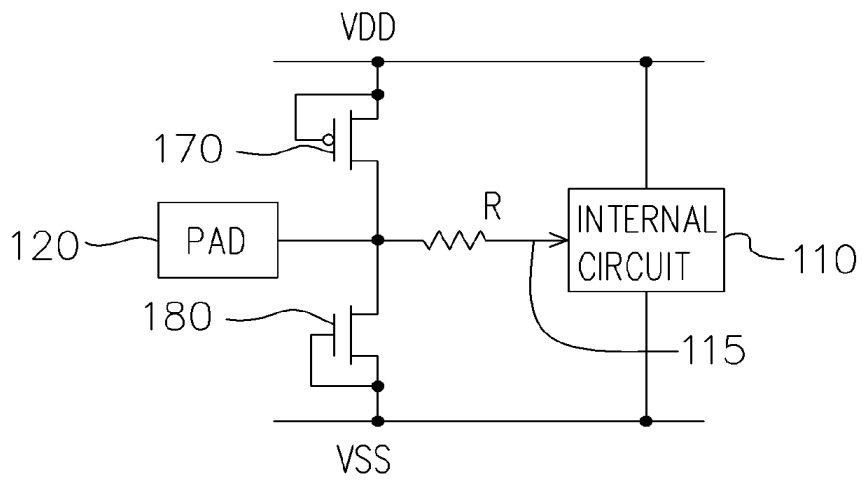 VDD
170
R
120
PAD
INTERNAL
CIRCUIT
110
180
115
VSS